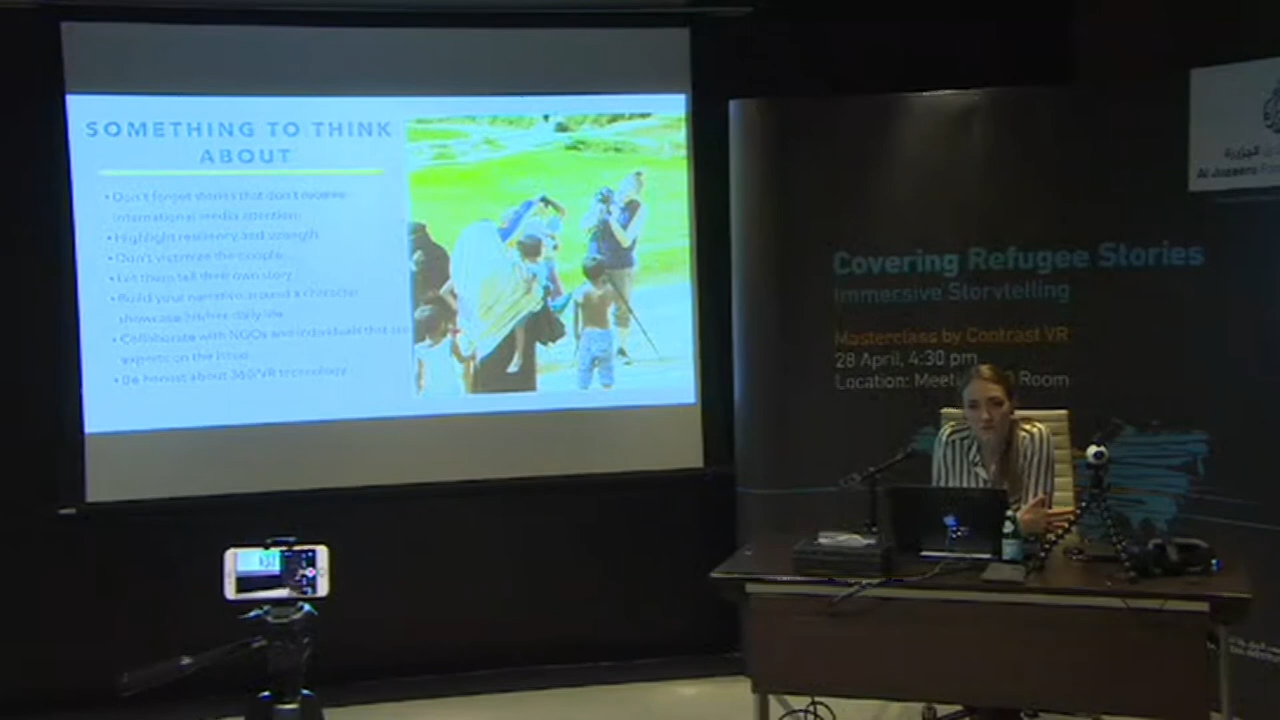 SOMETHING TO THINK
ABOUT
• Don't forget stories that don't receive
international media attention
• Highlight resiliency and strength
• Don't victimize the people
• Let them tell their own story
• Build your narrative around a character
showcase his/her daily life
• Collaborate with NGOs and individuals that are
experts on the issue
• Be honest about 360/VR technology
Covering Refugee Stories
Immersive Storytelling
Masterclass by Contrast VR
28 April, 4:30 pm
Location: Room
الجزيرة
Al Jazeera